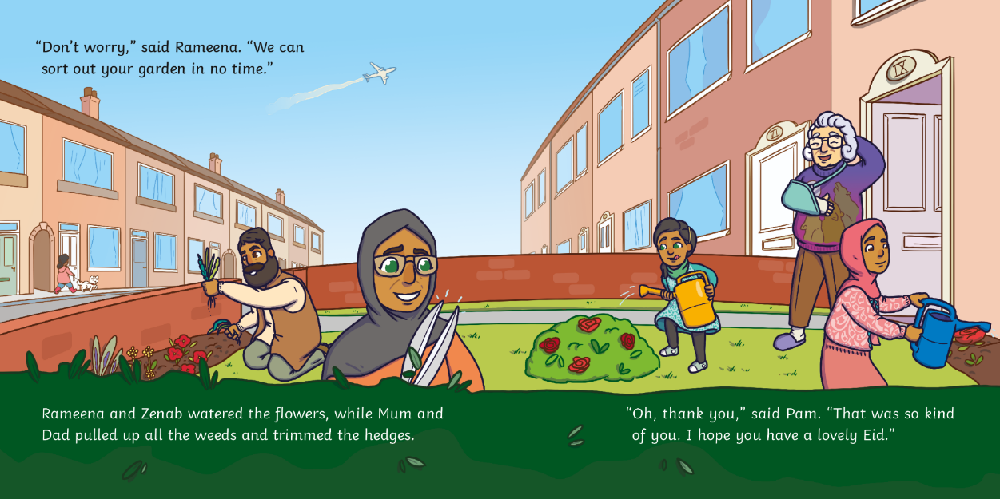 “Don’t worry,” said Rameena. “We can
sort out your garden in no time.”
IX
VII
Rameena and Zenab watered the flowers, while Mum and
Dad pulled up all the weeds and trimmed the hedges.
“Oh, thank you,” said Pam. “That was so kind
of you. I hope you have a lovely Eid.”